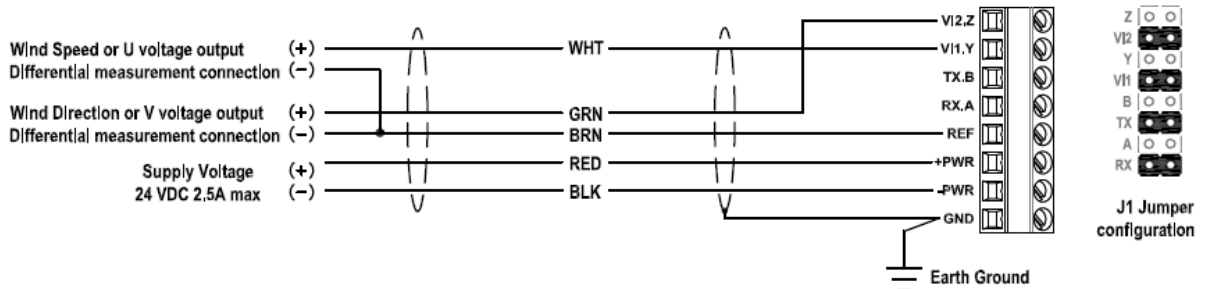 Wind Speed or U voltage output (+)
Differential measurement connection (−)
Wind Direction or V voltage output (+)
Differential measurement connection (−)
Supply Voltage (+)
24 VDC 2.5A max (−)
WHT
GRN
BRN
RED
BLK
VI2.Z
VI1.Y
TX.B
RX.A
REF
+PWR
-PWR
GND
Earth Ground
Z
VI2
Y
VI1
B
TX
A
RX
J1 Jumper
configuration